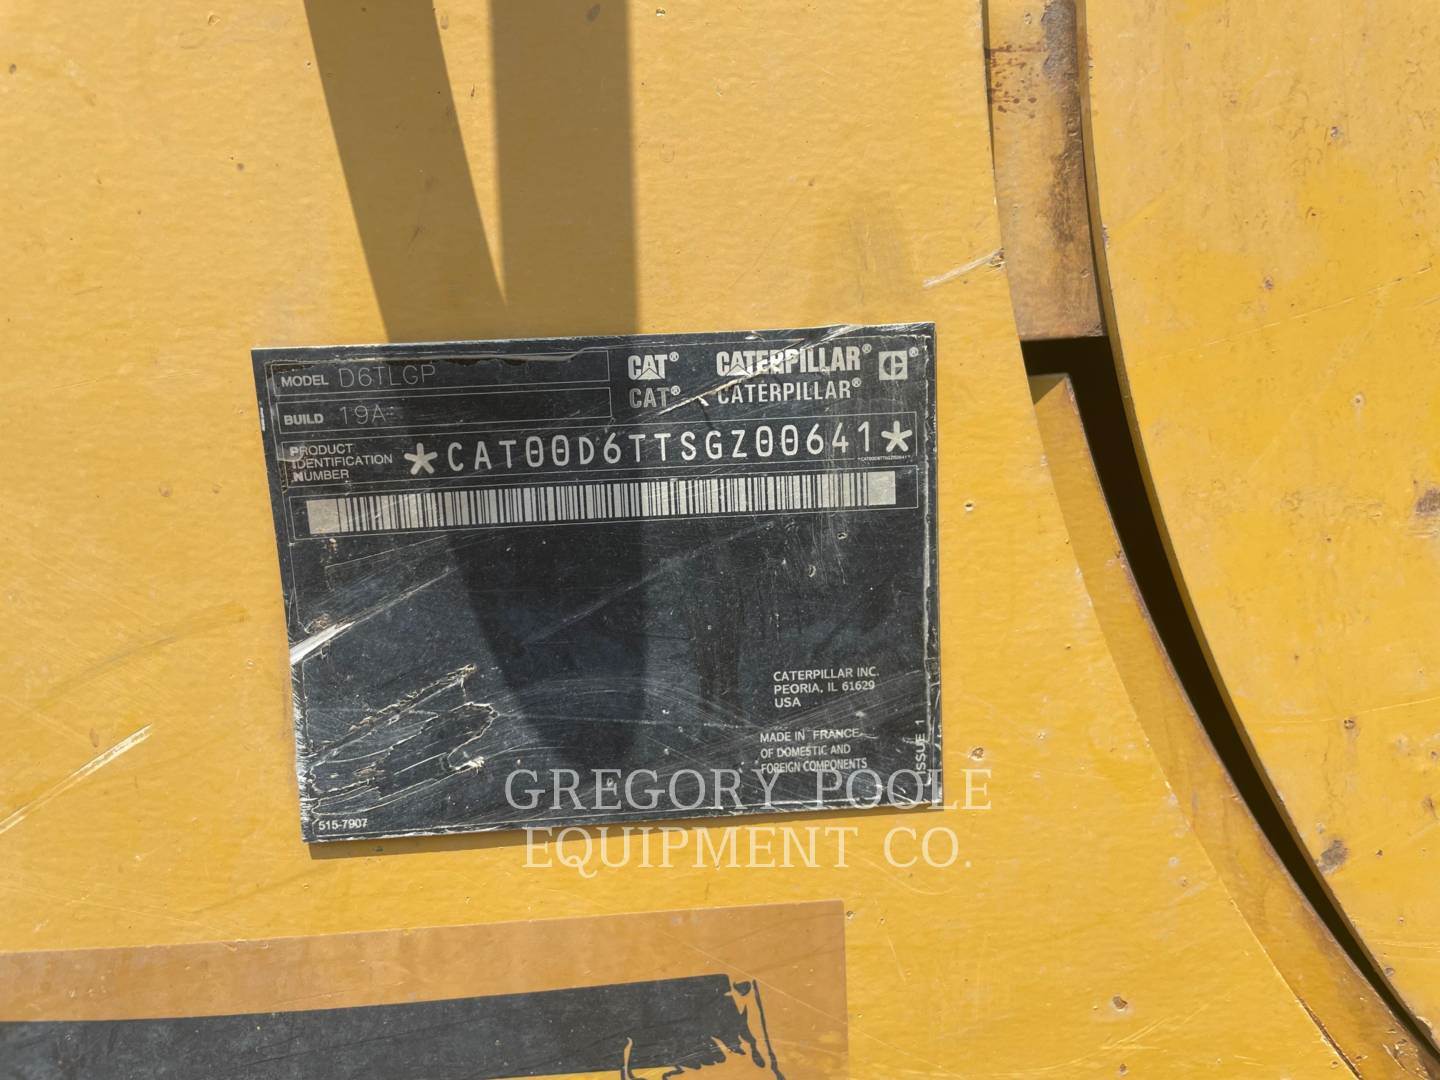 MODEL D6TLGP
BUILD 19A
CAT® CATERPILLAR®
CAT® CATERPILLAR®
PRODUCT
IDENTIFICATION
NUMBER
*CAT00D6TTSGZ00641*
CATERPILLAR INC.
PEORIA, IL 61629
USA
MADE IN FRANCE
OF DOMESTIC AND
FOREIGN COMPONENTS
ISSUE 1
515-7907
GREGORY POOLE
EQUIPMENT CO.